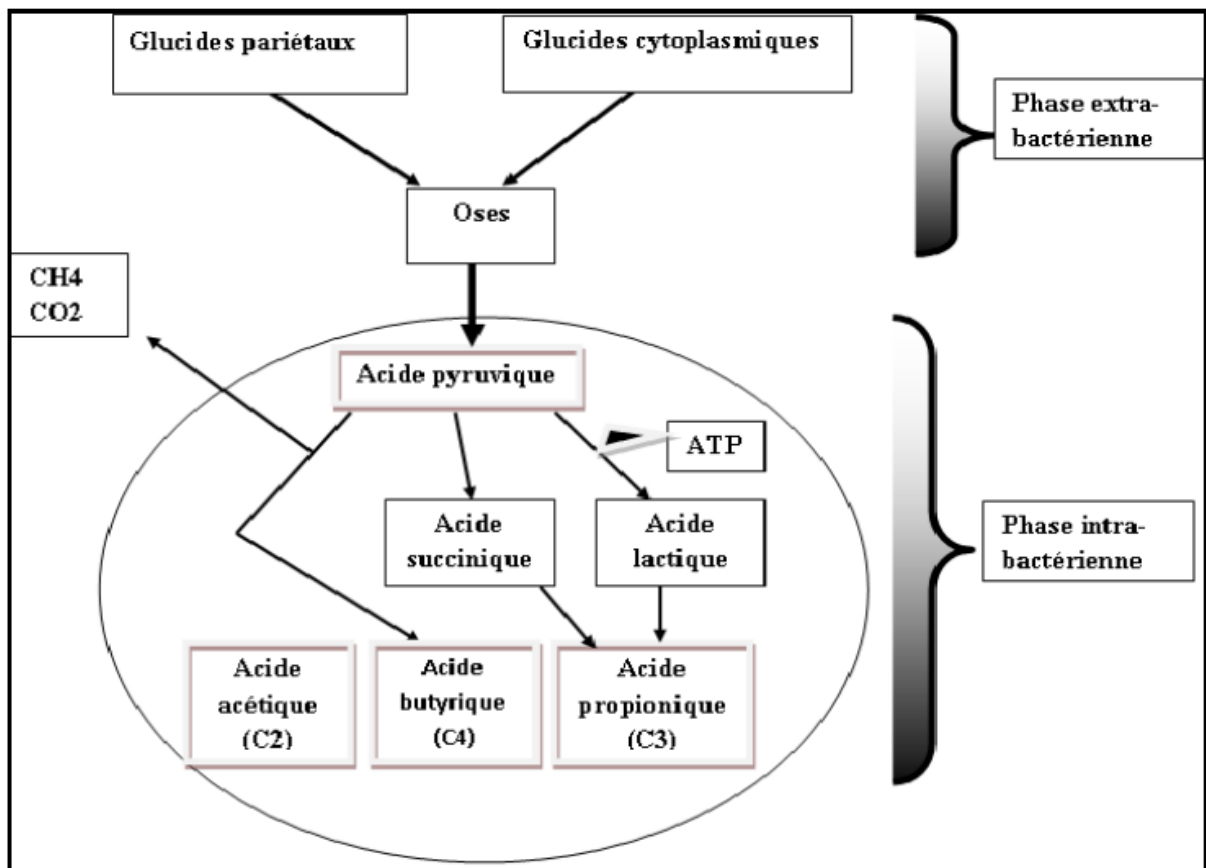 Glucides pariétaux
Glucides cytoplasmiques
Phase extra-
bactérienne
Oses
CH4
CO2
Acide pyruvique
ATP
Acide
succinique
Acide
lactique
Phase intra-
bactérienne
Acide
acétique
(C2)
Acide
butyrique
(C4)
Acide
propionique
(C3)